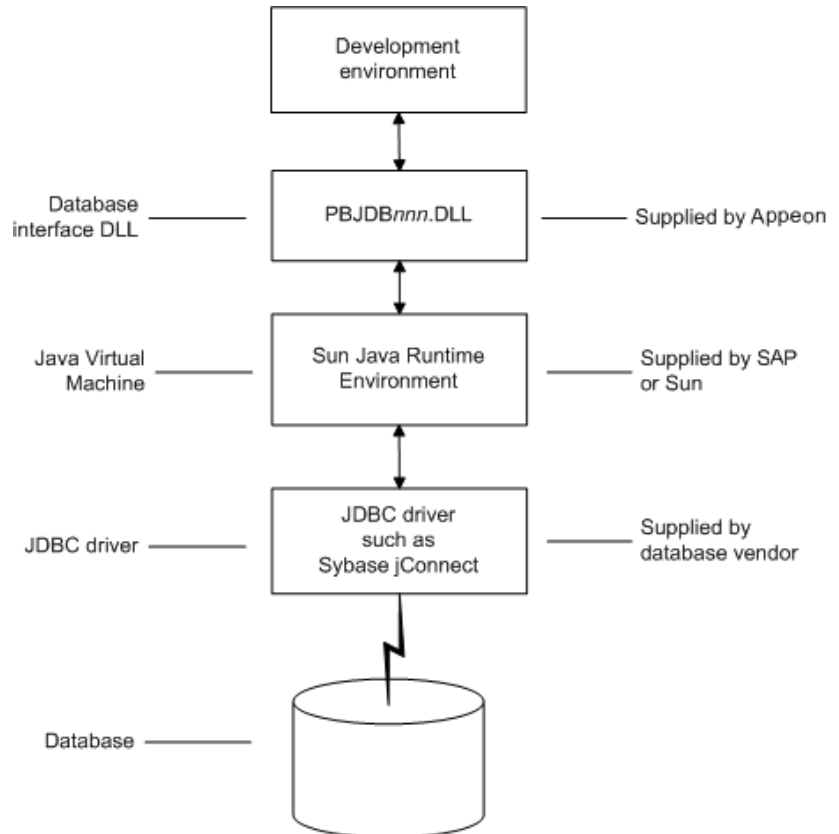 Development
environment
Database
interface DLL
PBJDBnnn.DLL
Supplied by Appeon
Java Virtual
Machine
Sun Java Runtime
Environment
Supplied by SAP
or Sun
JDBC driver
JDBC driver
such as
Sybase jConnect
Supplied by
database vendor
Database